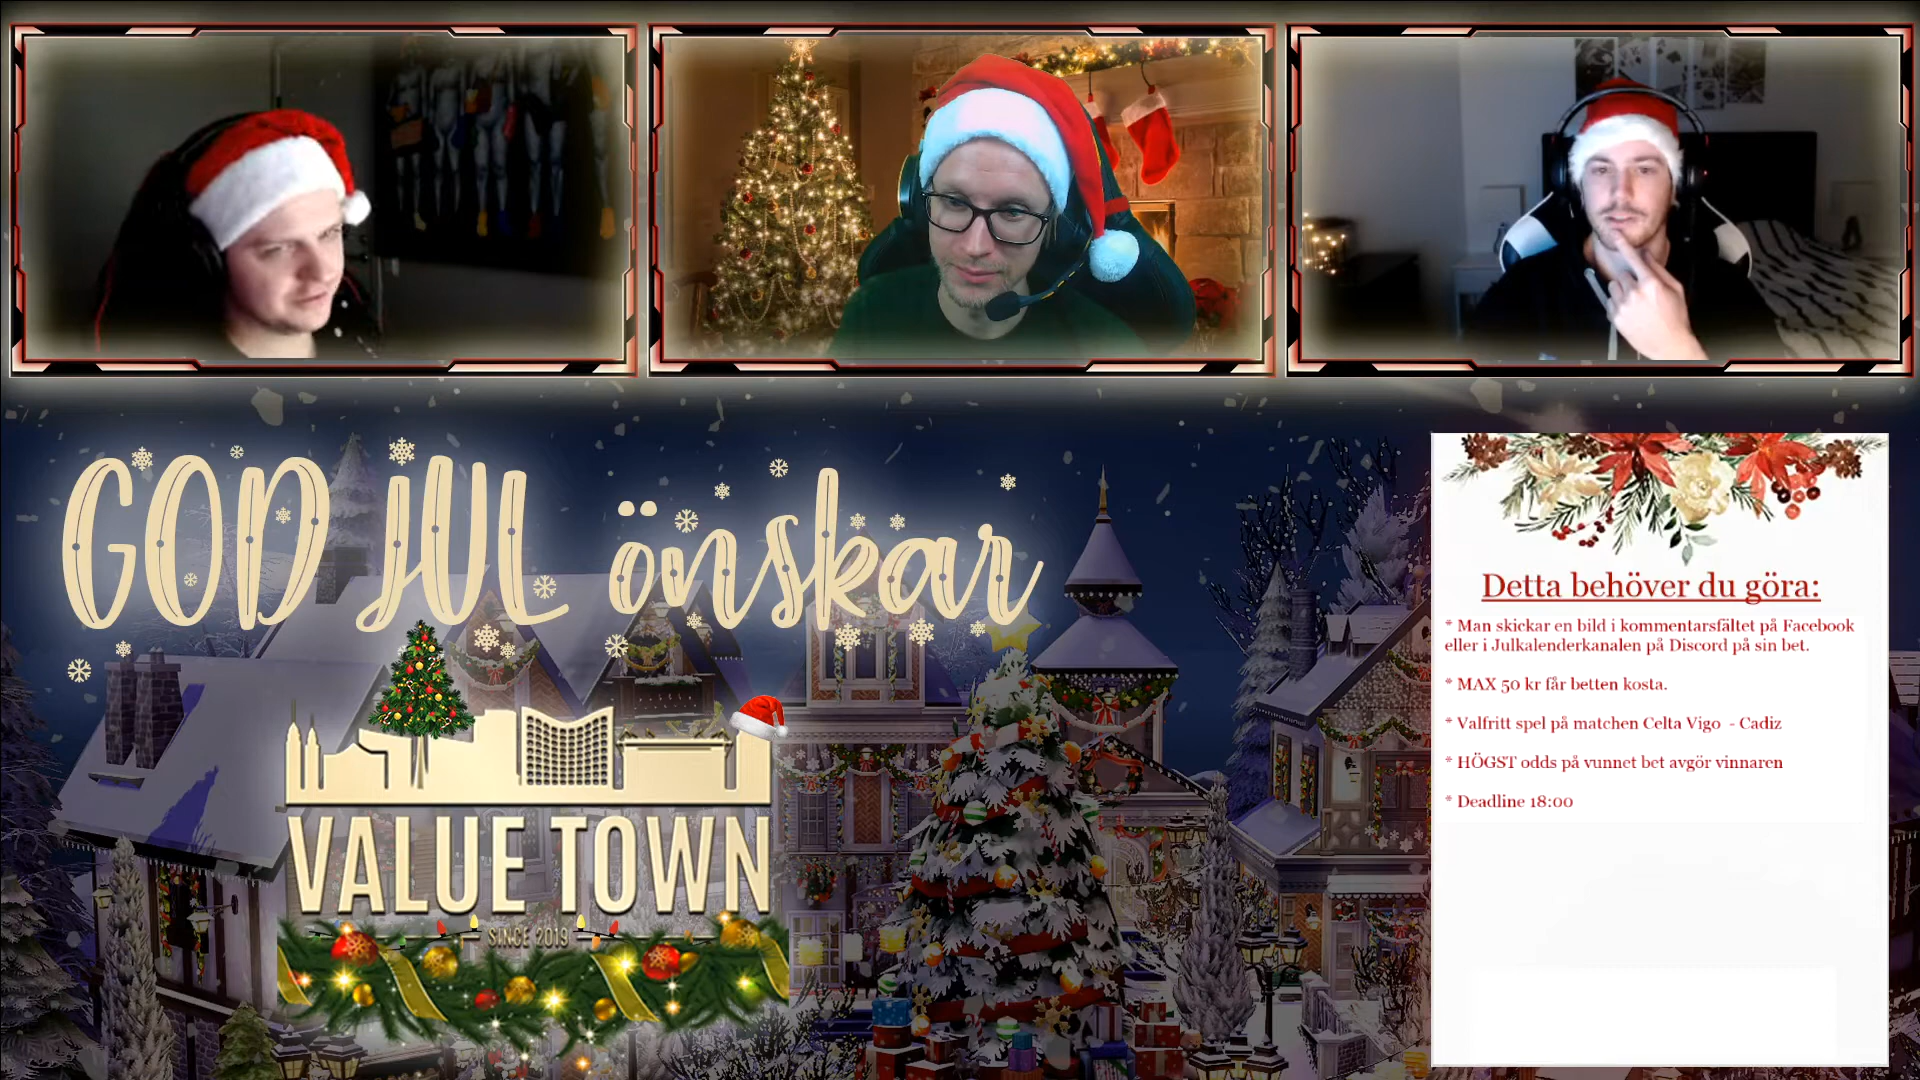 GOD JUL önskar
VALUE TOWN
SINCE 2019
Detta behöver du göra:
* Man skickar en bild i kommentarsfältet på Facebook
eller i Julkalenderkanalen på Discord på sin bet.
* MAX 50 kr får betten kosta.
* Valfritt spel på matchen Celta Vigo - Cadiz
* HÖGST odds på vunnet bet avgör vinnaren
* Deadline 18:00